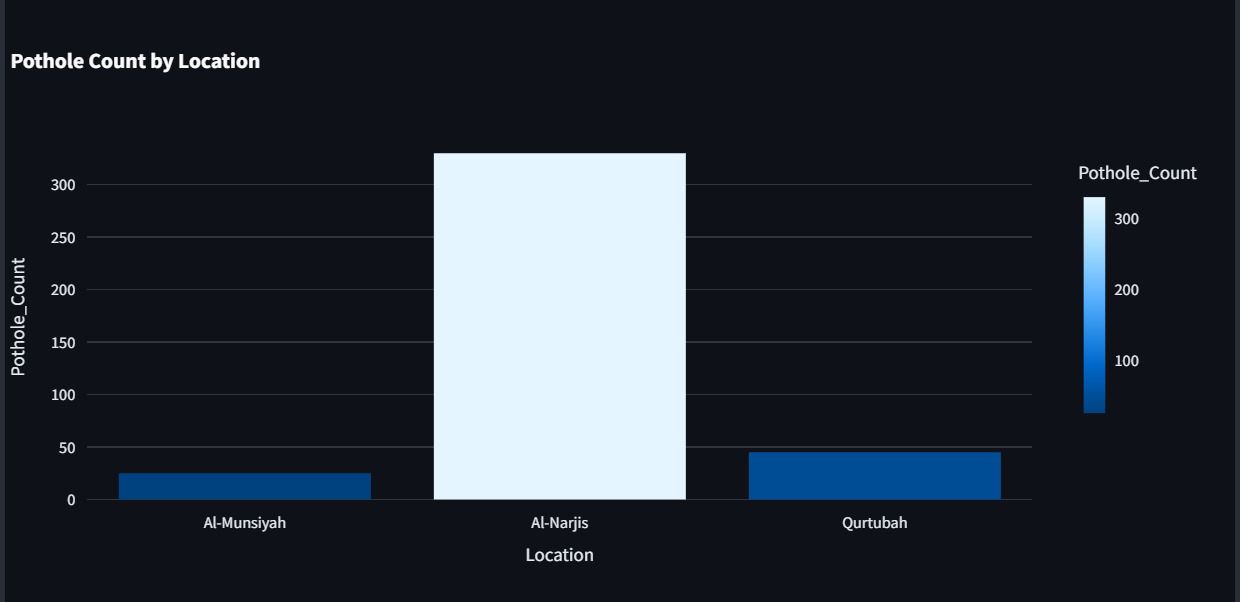 Pothole Count by Location
Pothole_Count
300
250
200
150
100
50
0
Al-Munsiyah
Al-Narjis
Qurtubah
Location
Pothole_Count
300
200
100